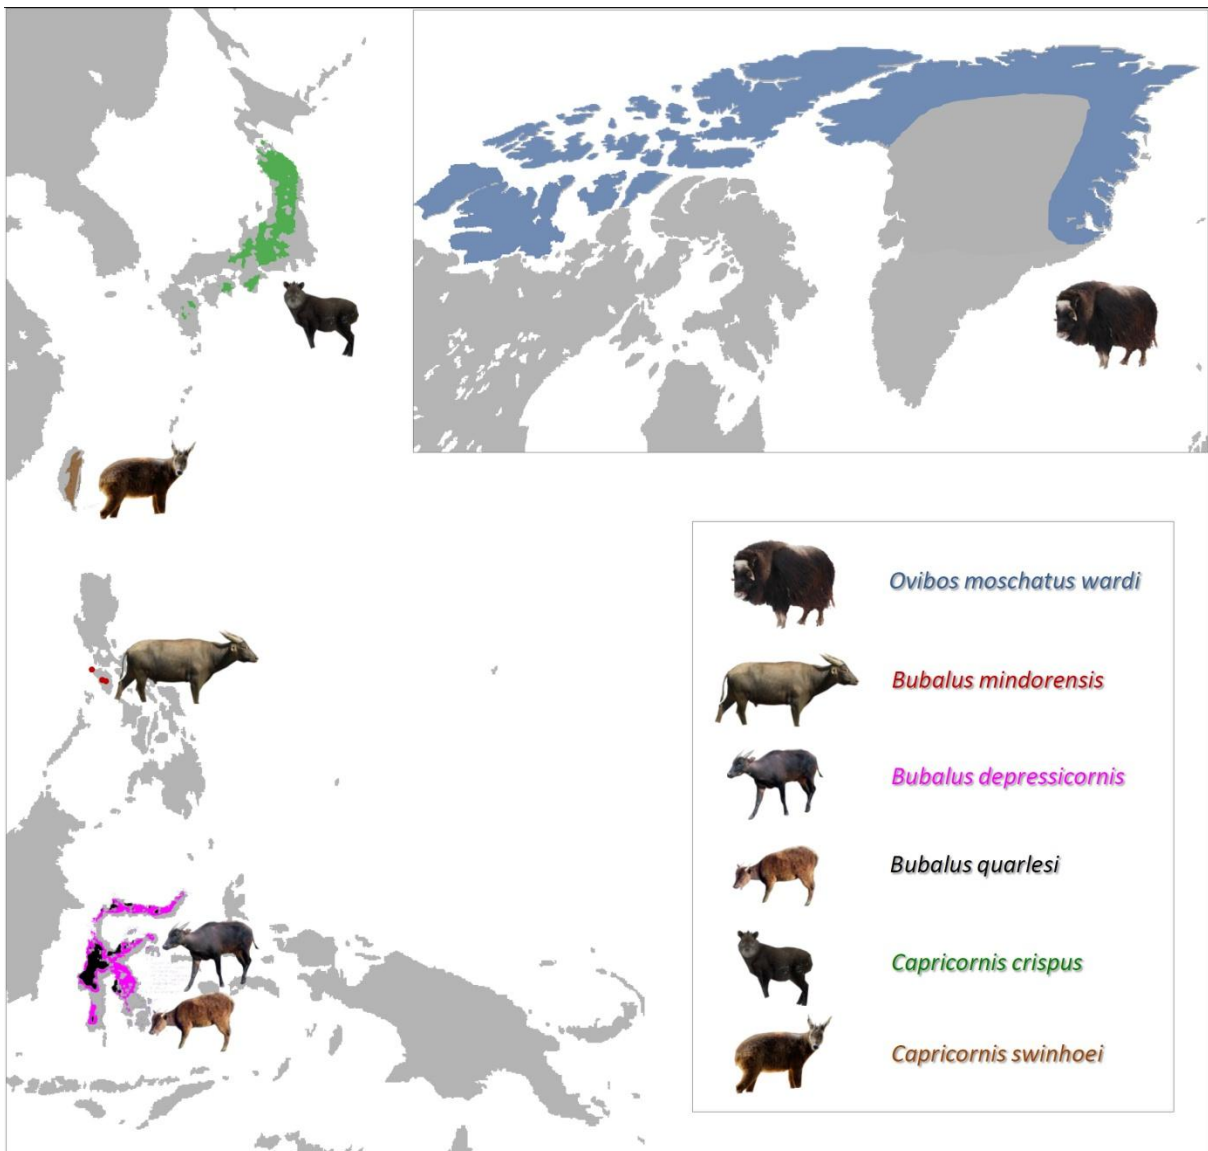 Ovibos moschatus wardi
Bubalus mindorensis
Bubalus depressicornis
Bubalus quarlesi
Capricornis crispus
Capricornis swinhoei